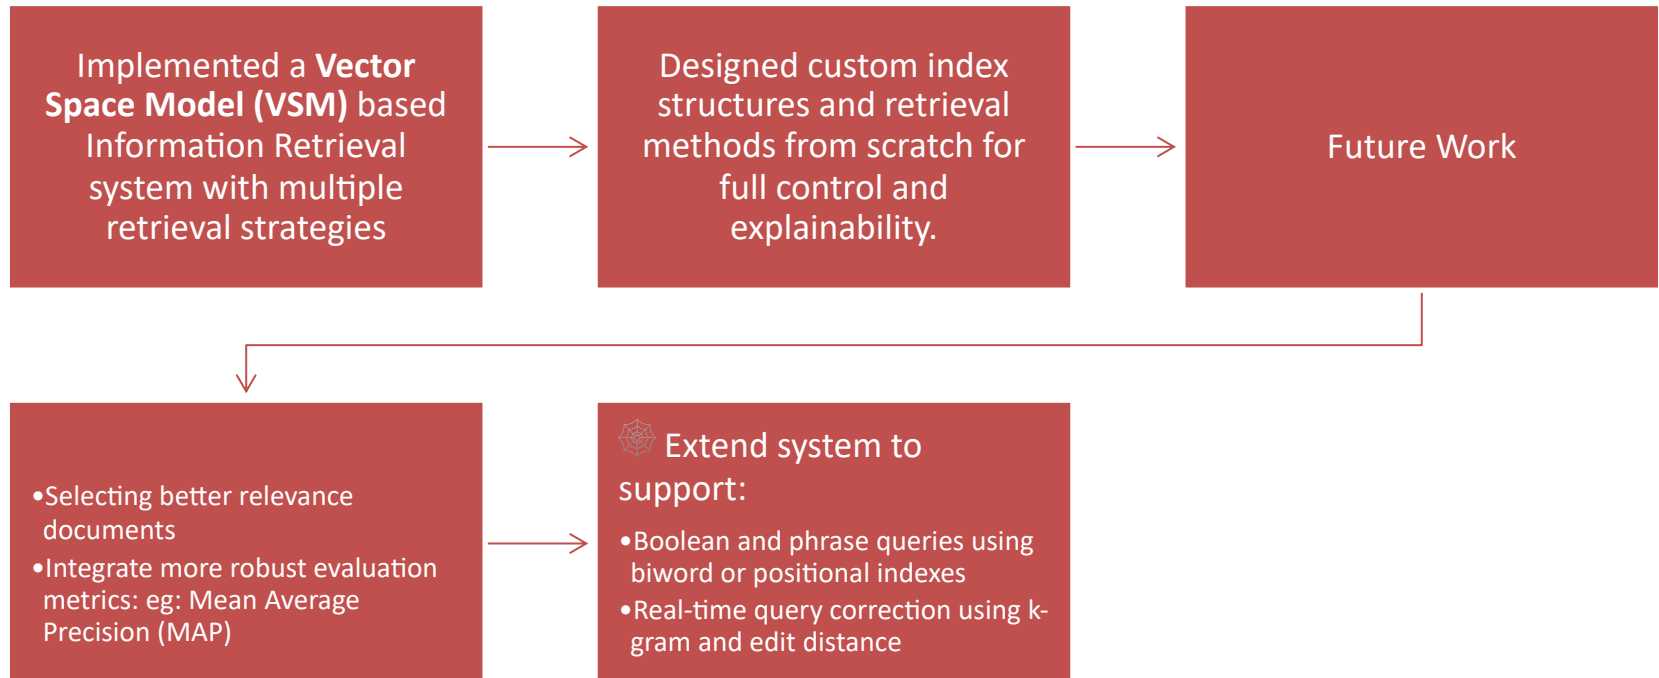 Implemented a Vector
Space Model (VSM) based
Information Retrieval
system with multiple
retrieval strategies
Designed custom index
structures and retrieval
methods from scratch for
full control and
explainability.
Future Work
•Selecting better relevance
documents
•Integrate more robust evaluation
metrics: eg: Mean Average
Precision (MAP)
🕸 Extend system to
support:
•Boolean and phrase queries using
biword or positional indexes
•Real-time query correction using k-
gram and edit distance